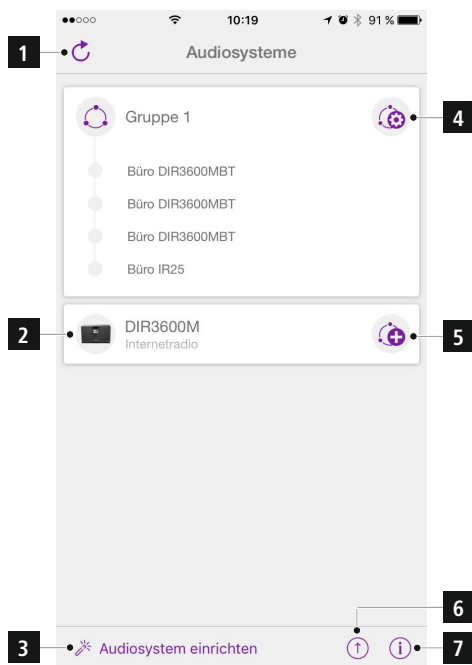 10:19
91 %
1
Audiosysteme
Gruppe 1
4
Büro DIR3600MBT
Büro DIR3600MBT
Büro DIR3600MBT
Büro IR25
2
DIR3600M
Internetradio
5
6
3
Audiosystem einrichten
i
7